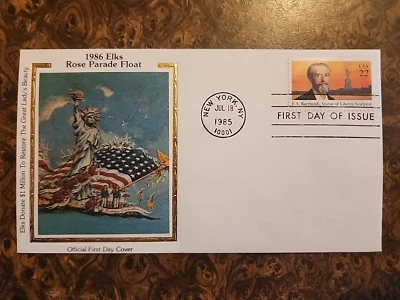 1986 Elks
Rose Parade Float
Elks Donate $1 Million To Restore The Great Lady's Beauty
Official First Day Cover
NEW YORK, NY
JUL 18
1985
10001
USA
22
F.A. Bartholdi, Statue of Liberty Sculptor
FIRST DAY OF ISSUE